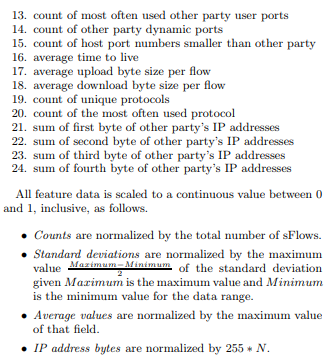 13. count of most often used other party user ports
14. count of other party dynamic ports
15. count of host port numbers smaller than other party
16. average time to live
17. average upload byte size per flow
18. average download byte size per flow
19. count of unique protocols
20. count of the most often used protocol
21. sum of first byte of other party's IP addresses
22. sum of second byte of other party's IP addresses
23. sum of third byte of other party's IP addresses
24. sum of fourth byte of other party's IP addresses
All feature data is scaled to a continuous value between 0
and 1, inclusive, as follows.
• Counts are normalized by the total number of sFlows.
• Standard deviations are normalized by the maximum
value (Maximum−Minimum)/2 of the standard deviation
given Maximum is the maximum value and Minimum
is the minimum value for the data range.
• Average values are normalized by the maximum value
of that field.
• IP address bytes are normalized by 255 * N.